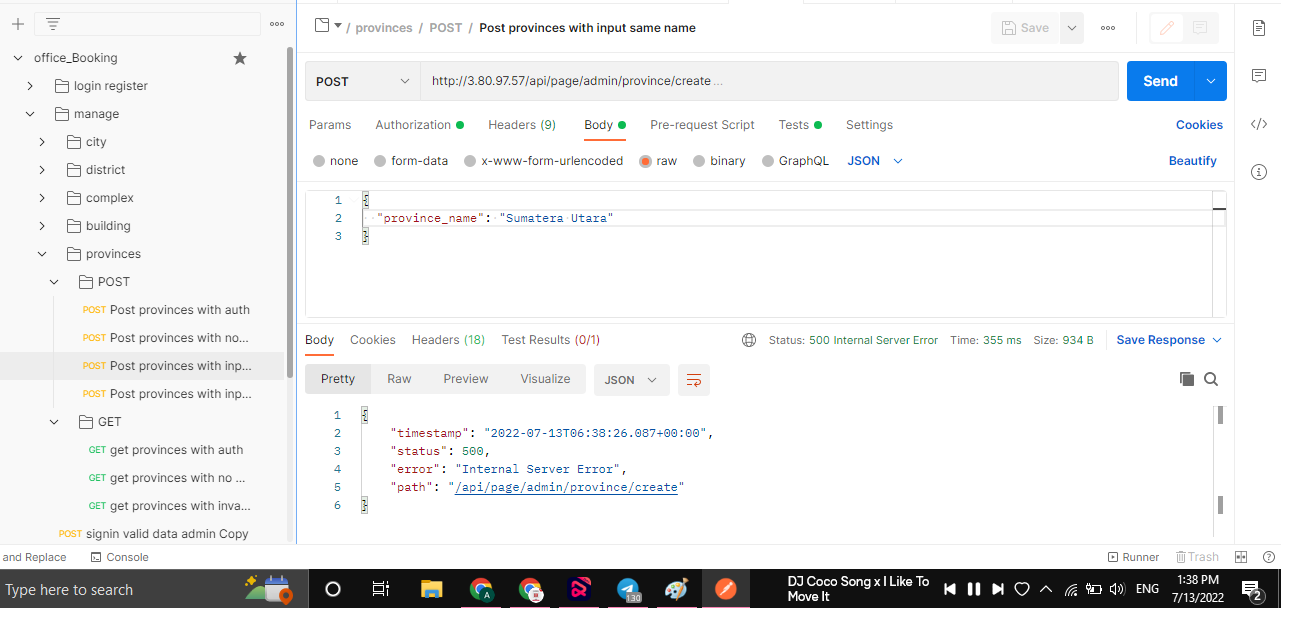 / provinces / POST / Post provinces with input same name
Save
office_Booking
login register
manage
city
district
complex
building
provinces
POST
POST Post provinces with auth
POST Post provinces with no...
POST Post provinces with inp...
POST Post provinces with inp...
GET
GET get provinces with auth
GET get provinces with no ...
GET get provinces with inva...
POST signin valid data admin Copy
POST http://3.80.97.57/api/page/admin/province/create ...
Send
Params Authorization Headers (9) Body Pre-request Script Tests Settings Cookies
none form-data x-www-form-urlencoded raw binary GraphQL JSON Beautify
1 {
2 "province_name": "Sumatera Utara"
3 }
Body Cookies Headers (18) Test Results (0/1) Status: 500 Internal Server Error Time: 355 ms Size: 934 B Save Response
Pretty Raw Preview Visualize JSON
1 {
2 "timestamp": "2022-07-13T06:38:26.087+00:00",
3 "status": 500,
4 "error": "Internal Server Error",
5 "path": "/api/page/admin/province/create"
6 }
and Replace Console Runner Trash
Type here to search
A
130
DJ Coco Song x I Like To
Move It
ENG
1:38 PM
7/13/2022
2